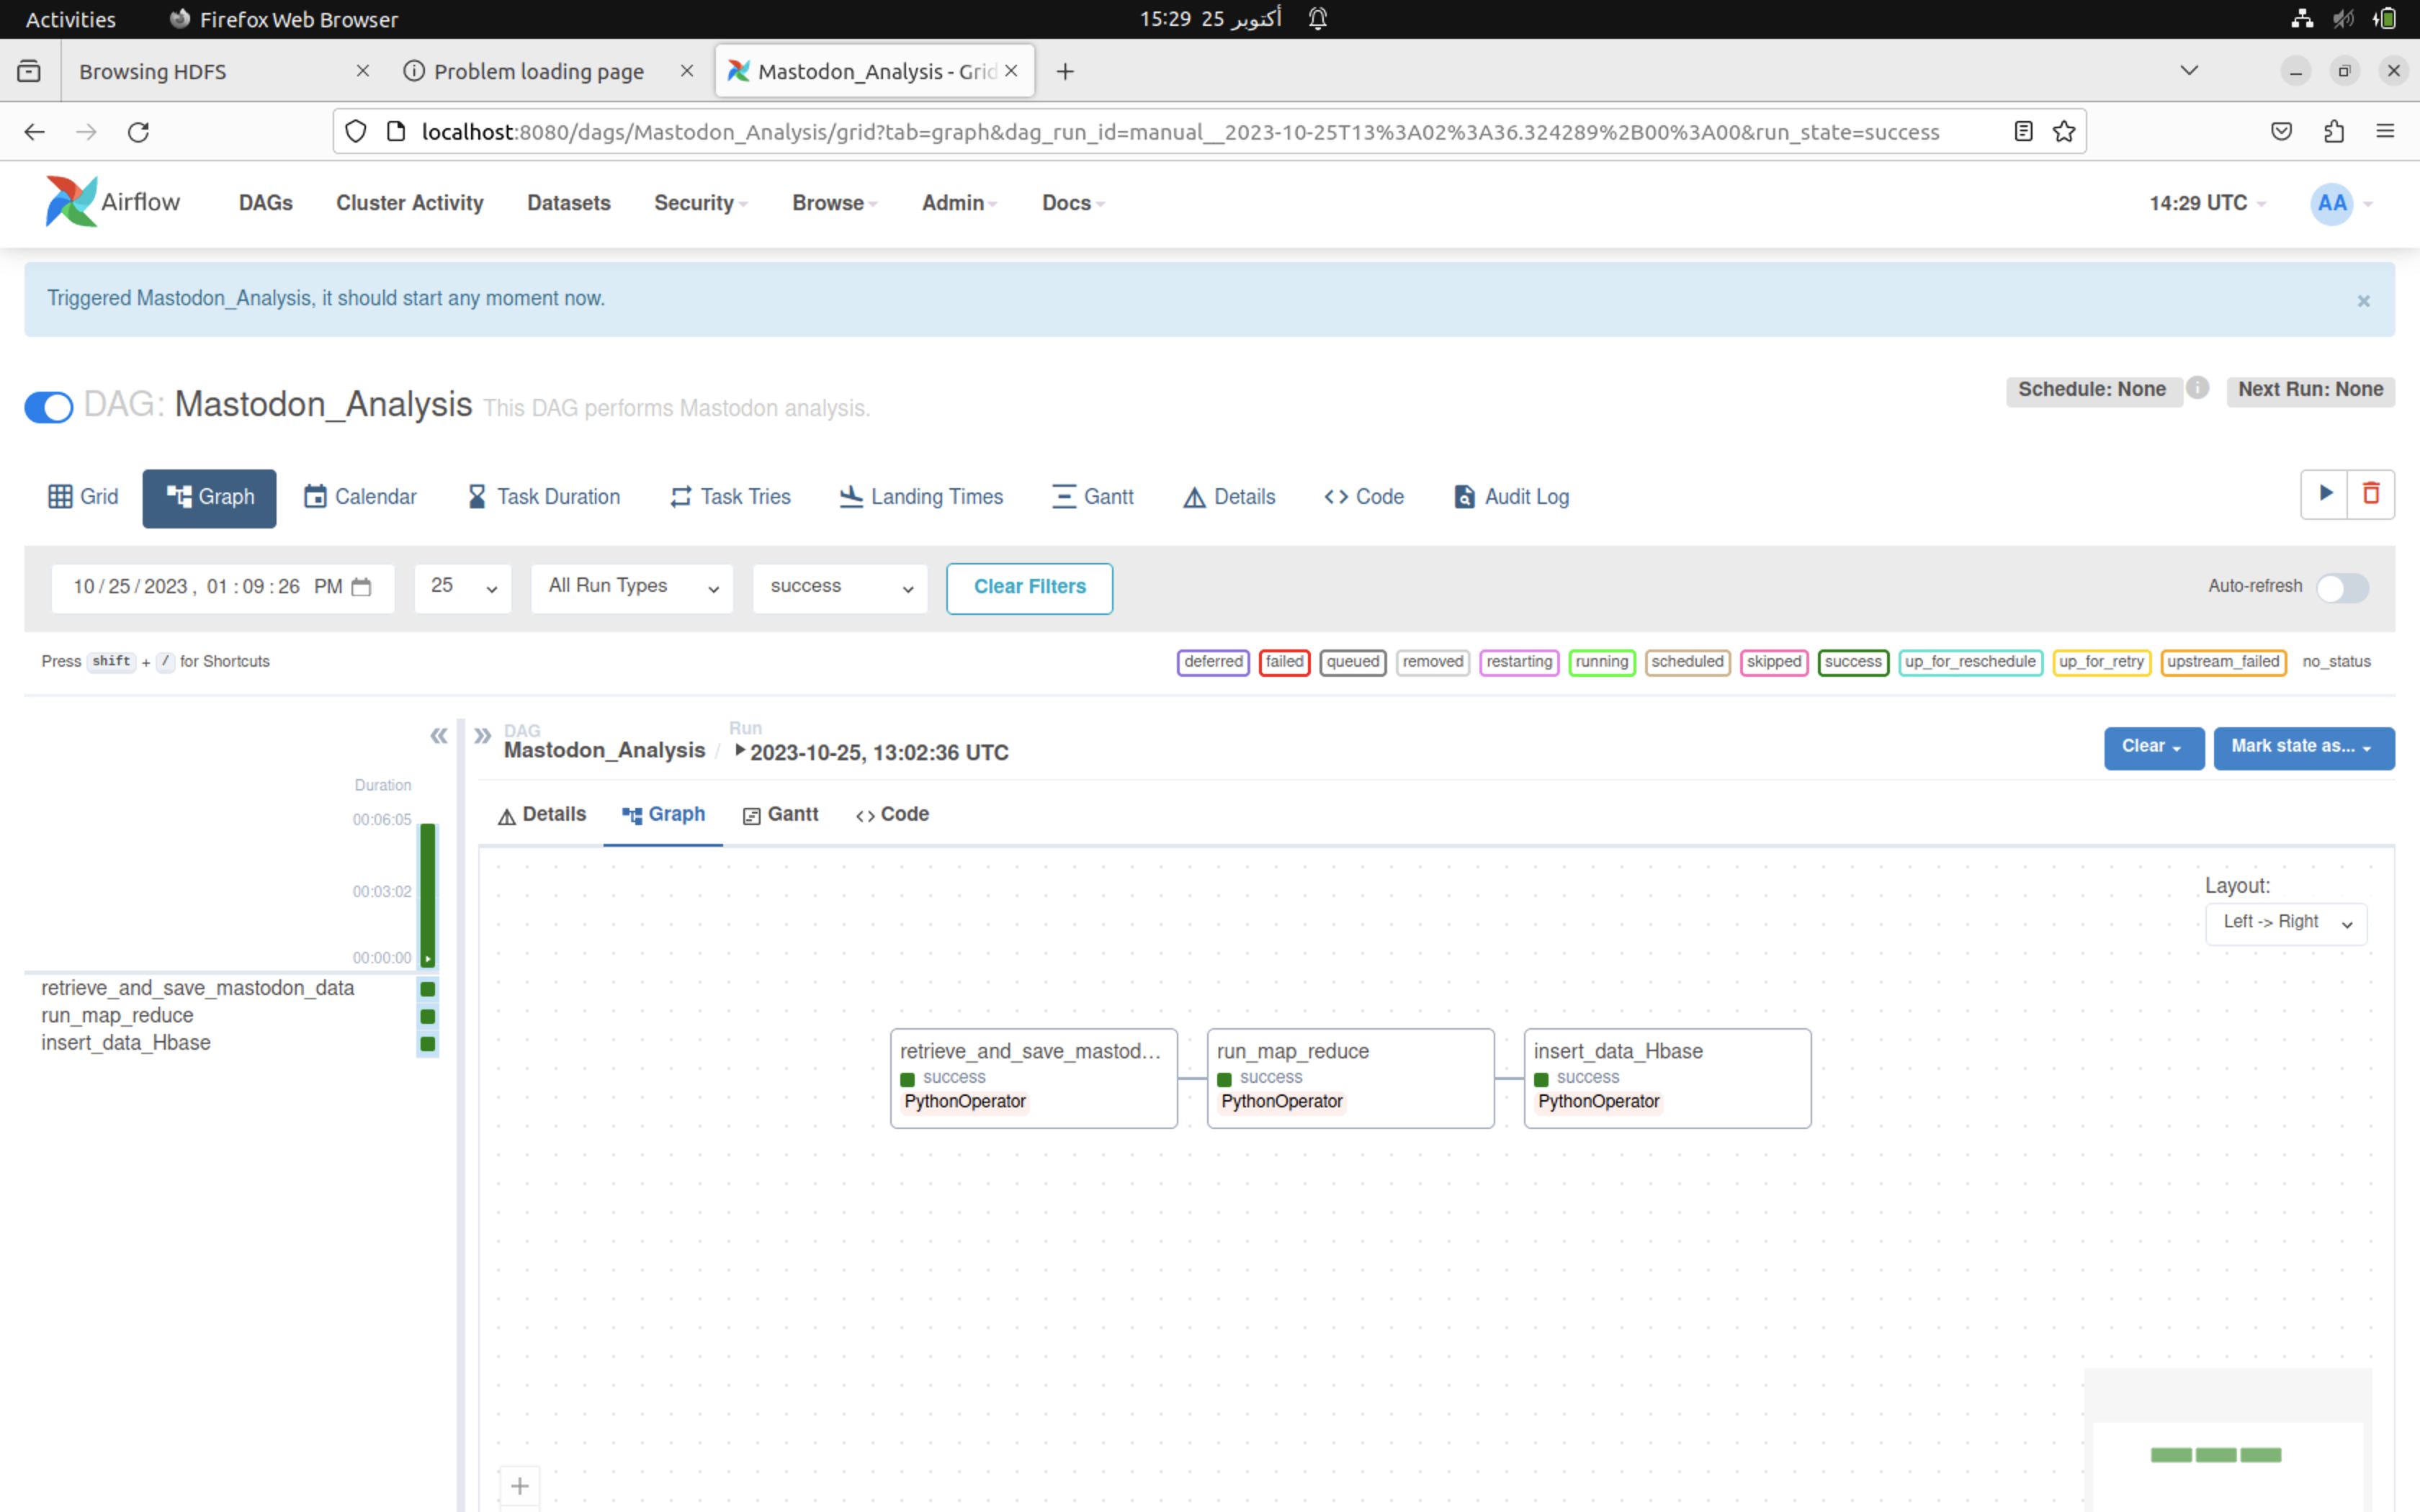 Activities Firefox Web Browser 15:29 25 أكتوبر
Browsing HDFS Problem loading page Mastodon_Analysis - Grid
localhost:8080/dags/Mastodon_Analysis/grid?tab=graph&dag_run_id=manual__2023-10-25T13%3A02%3A36.324289%2B00%3A00&run_state=success
Airflow DAGs Cluster Activity Datasets Security Browse Admin Docs 14:29 UTC AA
Triggered Mastodon_Analysis, it should start any moment now. ×
DAG: Mastodon_Analysis This DAG performs Mastodon analysis. Schedule: None Next Run: None
Grid Graph Calendar Task Duration Task Tries Landing Times Gantt Details Code Audit Log
10/25/2023, 01:09:26 PM 25 All Run Types success Clear Filters Auto-refresh
Press shift + / for Shortcuts deferred failed queued removed restarting running scheduled skipped success up_for_reschedule up_for_retry upstream_failed no_status
DAG Run
Mastodon_Analysis / 2023-10-25, 13:02:36 UTC Clear Mark state as...
Duration
00:06:05
00:03:02
00:00:00
retrieve_and_save_mastodon_data
run_map_reduce
insert_data_Hbase
Details Graph Gantt Code
Layout:
Left -> Right
retrieve_and_save_mastod...
success
PythonOperator
run_map_reduce
success
PythonOperator
insert_data_Hbase
success
PythonOperator